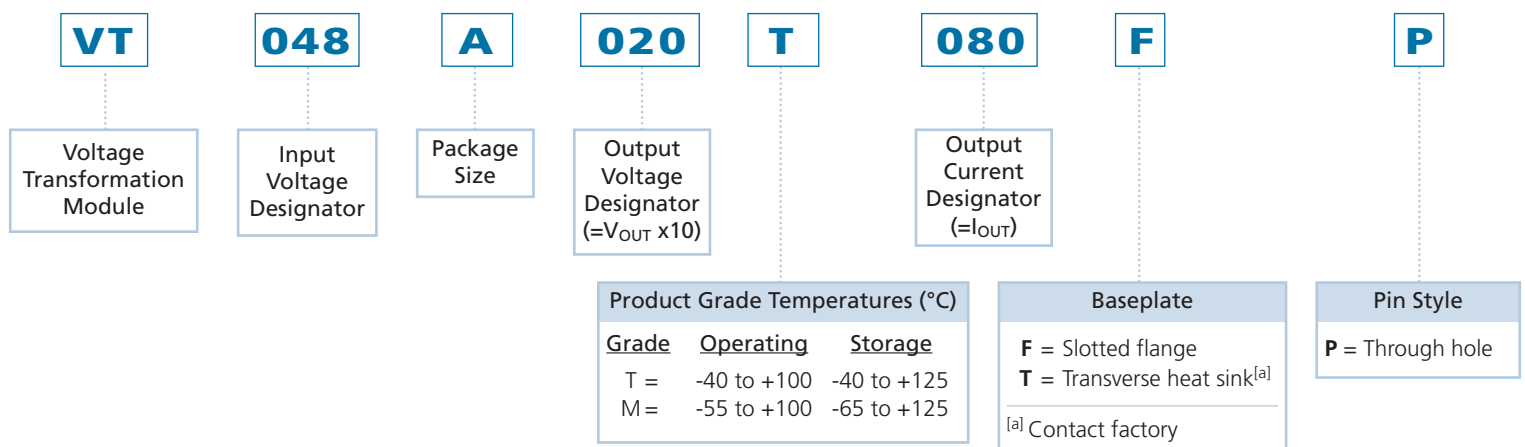 VT 048 A 020 T 080 F P
Voltage
Transformation
Module
Input
Voltage
Designator
Package
Size
Output
Voltage
Designator
(=VOUT x10)
Output
Current
Designator
(=IOUT)
Product Grade Temperatures (°C)
Grade Operating Storage
T = -40 to +100 -40 to +125
M = -55 to +100 -65 to +125
Baseplate
F = Slotted flange
T = Transverse heat sink[a]
[a] Contact factory
Pin Style
P = Through hole